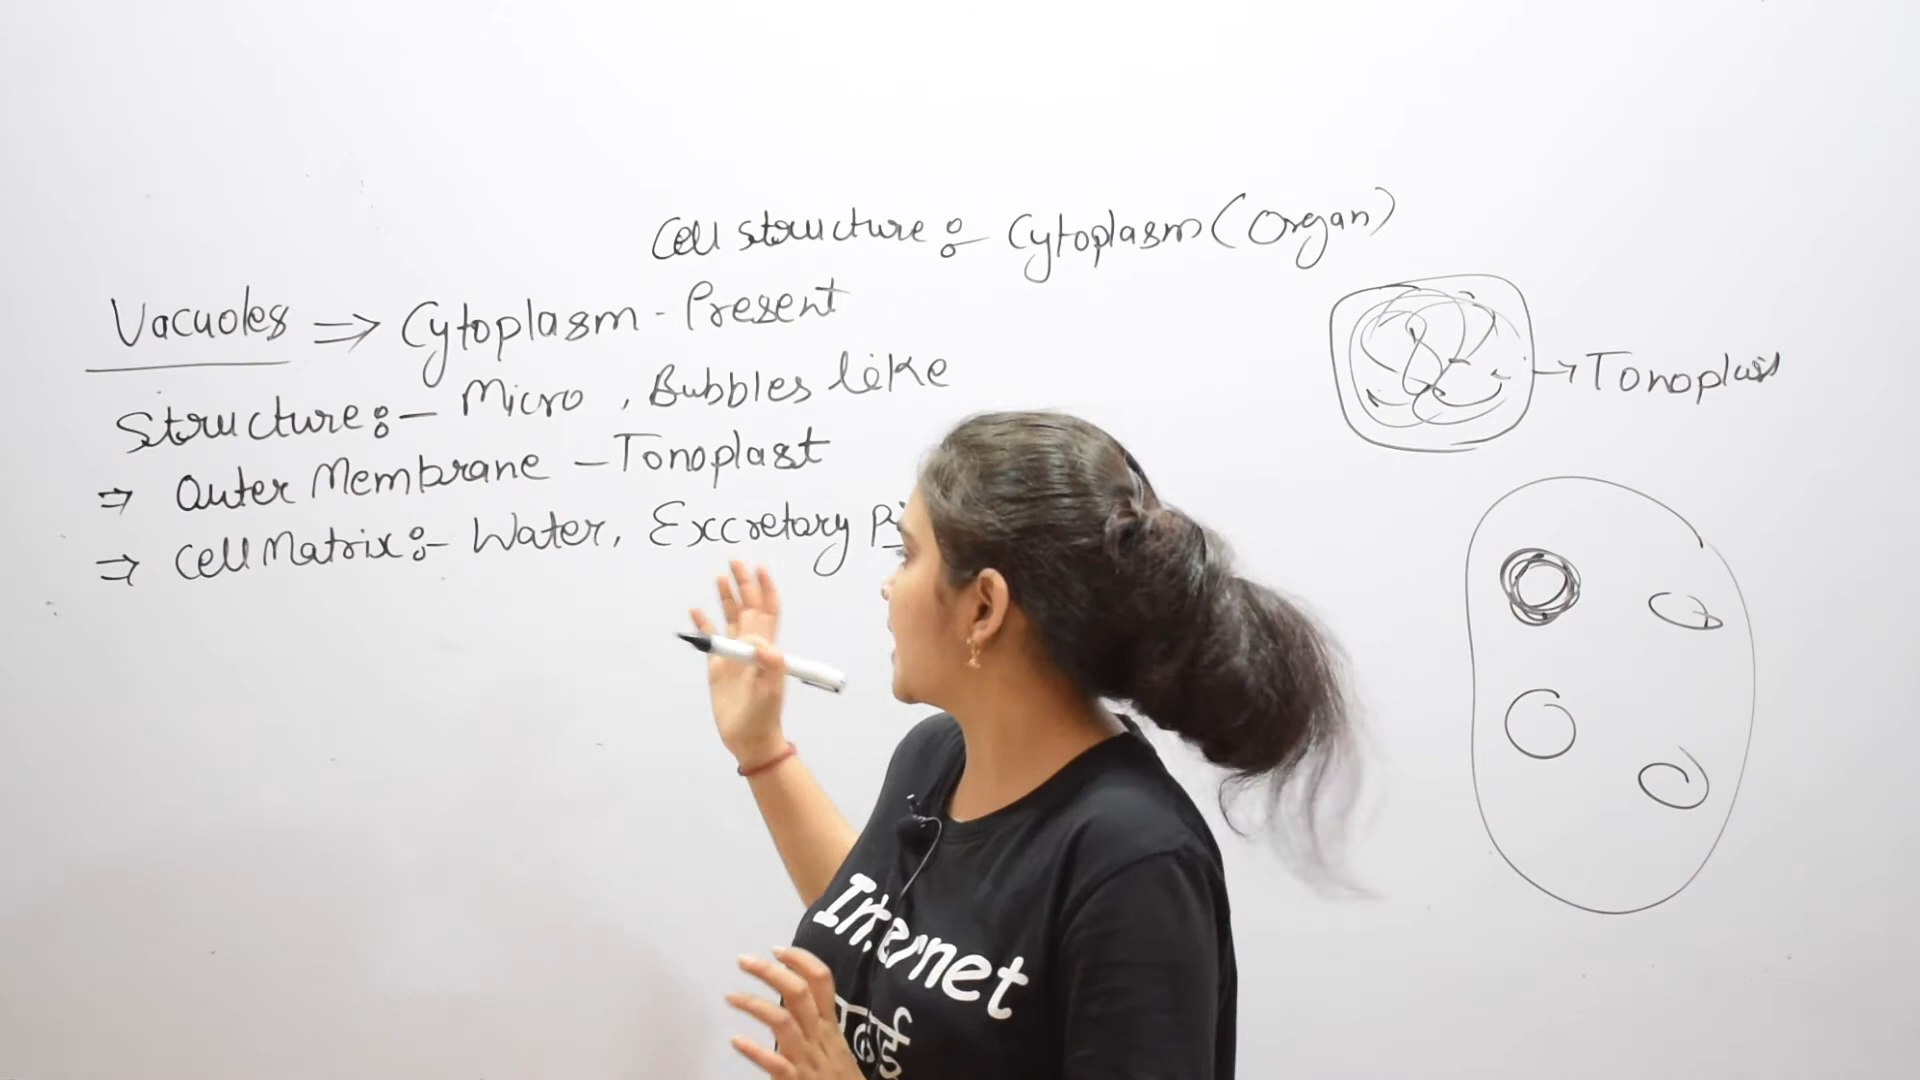 Cell structure :- Cytoplasm (Organ)
Vacuoles ⇒ Cytoplasm - Present
Structure :- Micro, Bubbles like
⇒ Outer Membrane - Tonoplast
⇒ Cell Matrix :- Water, Excretory
→ Tonoplast
Internet